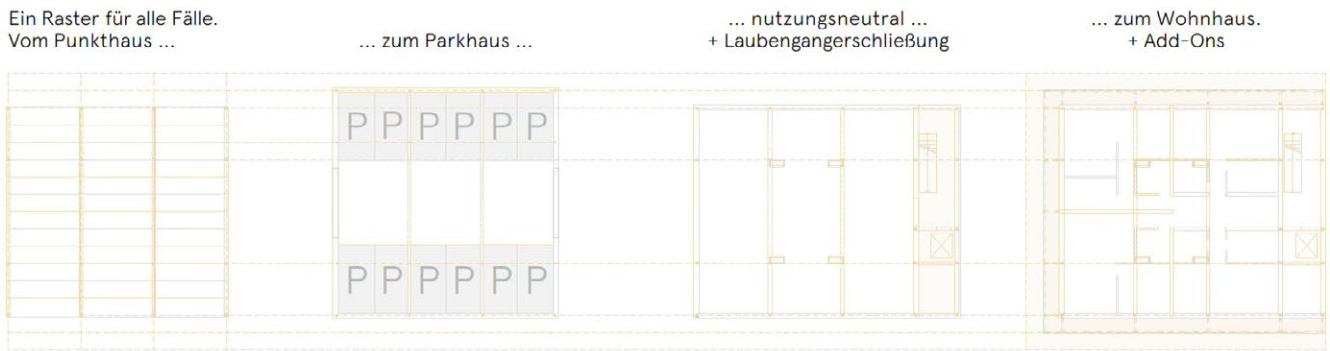 Ein Raster für alle Fälle.
Vom Punkthaus ...
... zum Parkhaus ...
... nutzungsneutral ...
+ Laubengangerschließung
... zum Wohnhaus.
+ Add-Ons
P P P P P P
P P P P P P